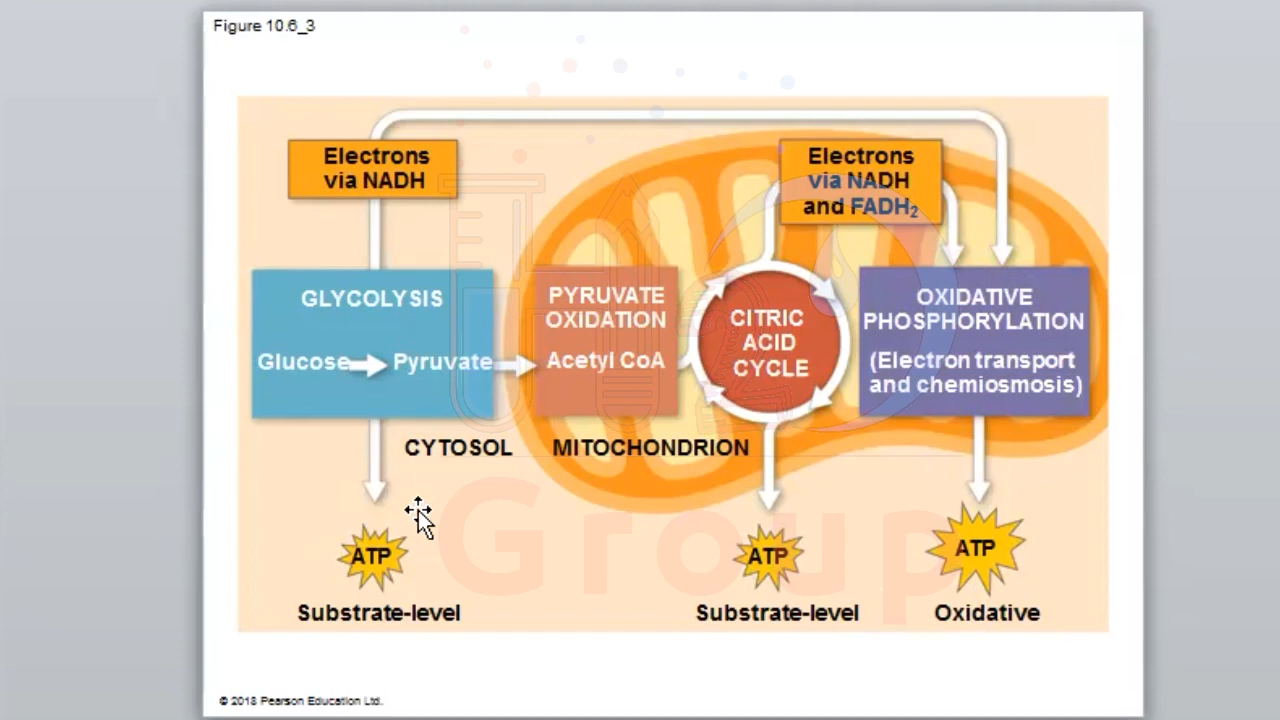 Figure 10.6_3
Electrons
via NADH
Electrons
via NADH
and FADH₂
GLYCOLYSIS
Glucose
Pyruvate
PYRUVATE
OXIDATION
Acetyl CoA
CITRIC
ACID
CYCLE
OXIDATIVE
PHOSPHORYLATION
(Electron transport
and chemiosmosis)
CYTOSOL
MITOCHONDRION
Group
ATP
ATP
ATP
Substrate-level
Substrate-level
Oxidative
© 2018 Pearson Education Ltd.